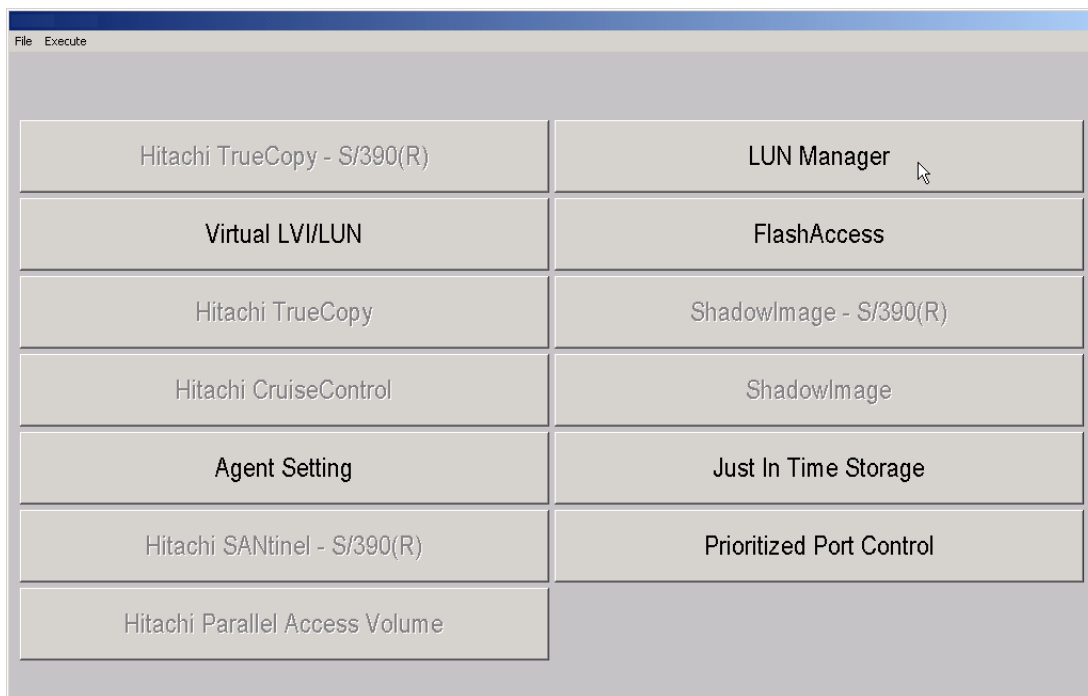 File Execute
Hitachi TrueCopy - S/390(R)
LUN Manager
Virtual LVI/LUN
FlashAccess
Hitachi TrueCopy
ShadowImage - S/390(R)
Hitachi CruiseControl
ShadowImage
Agent Setting
Just In Time Storage
Hitachi SANtinel - S/390(R)
Prioritized Port Control
Hitachi Parallel Access Volume